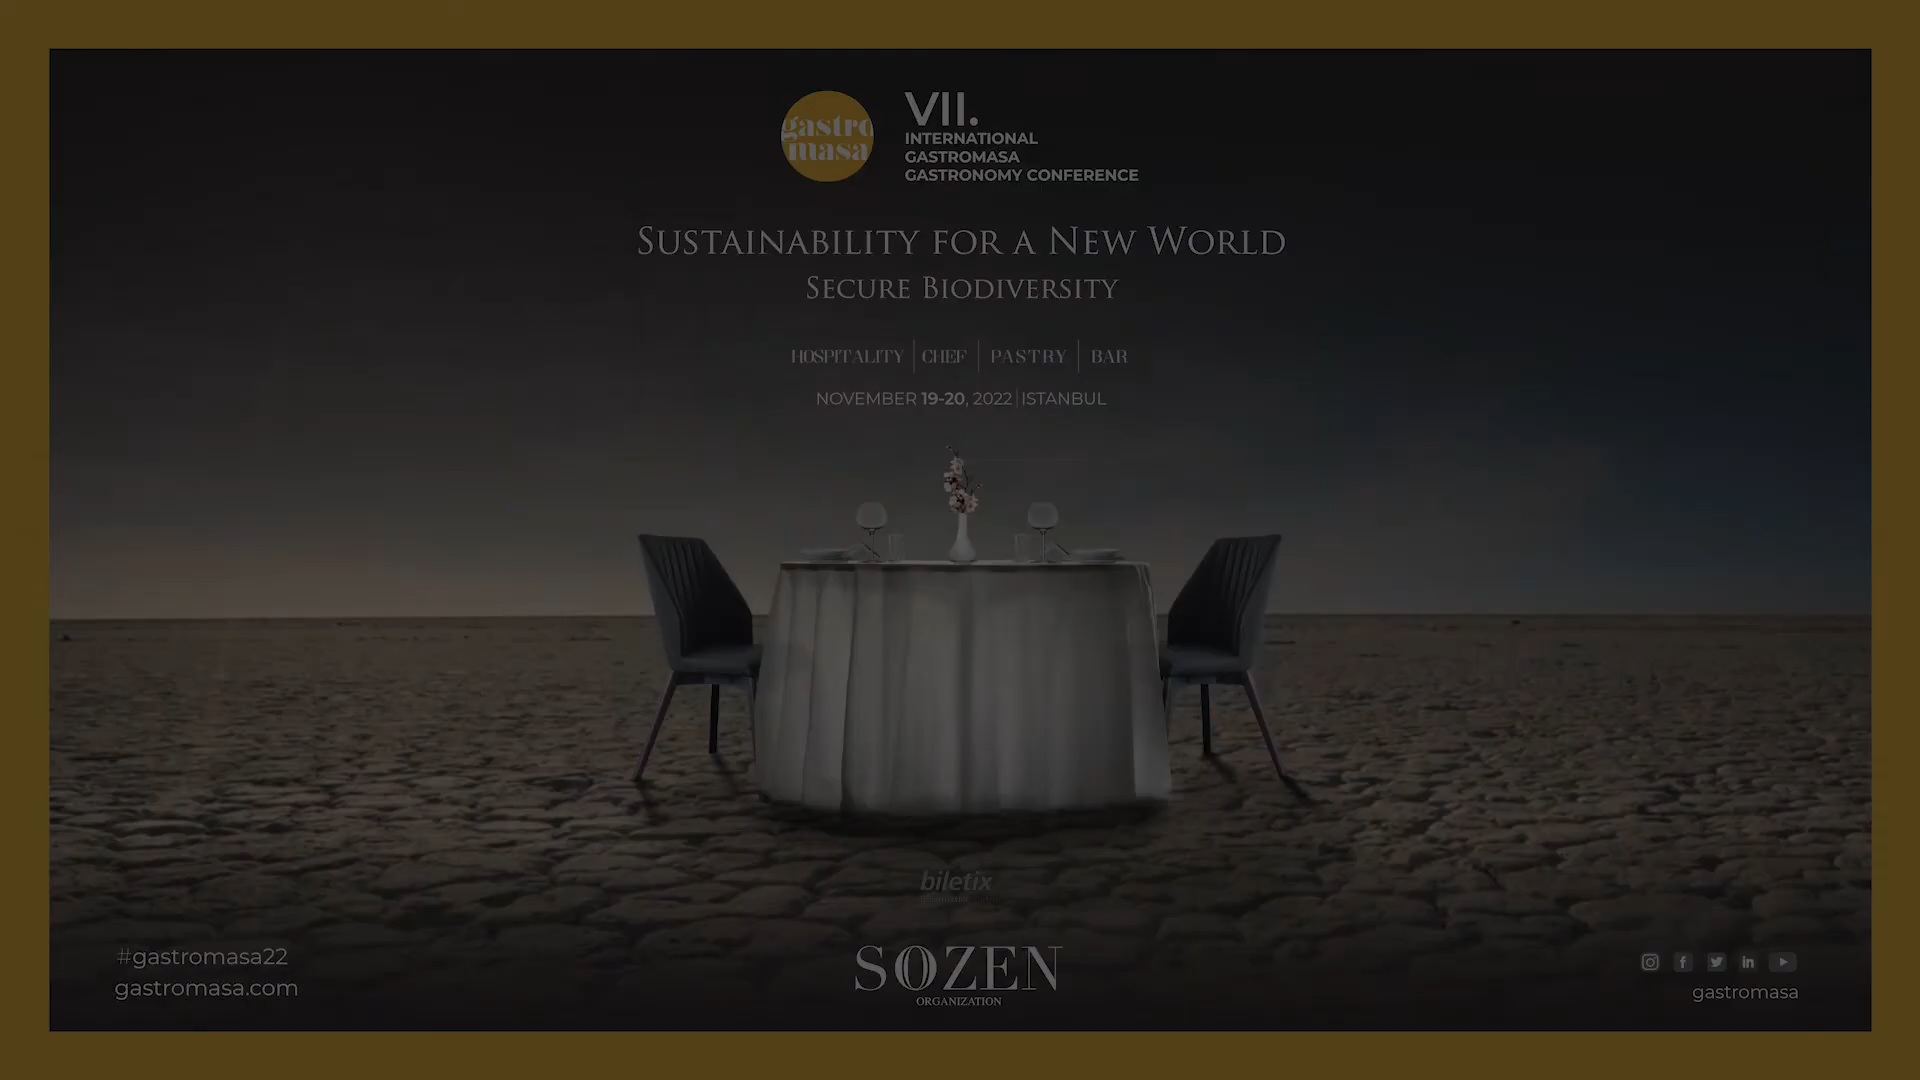 gastro
masa
VII.
INTERNATIONAL
GASTROMASA
GASTRONOMY CONFERENCE
SUSTAINABILITY FOR A NEW WORLD
SECURE BIODIVERSITY
HOSPITALITY | CHEF | PASTRY | BAR
NOVEMBER 19-20, 2022 | ISTANBUL
biletix
#gastromasa22
gastromasa.com
SOZEN
ORGANIZATION
gastromasa